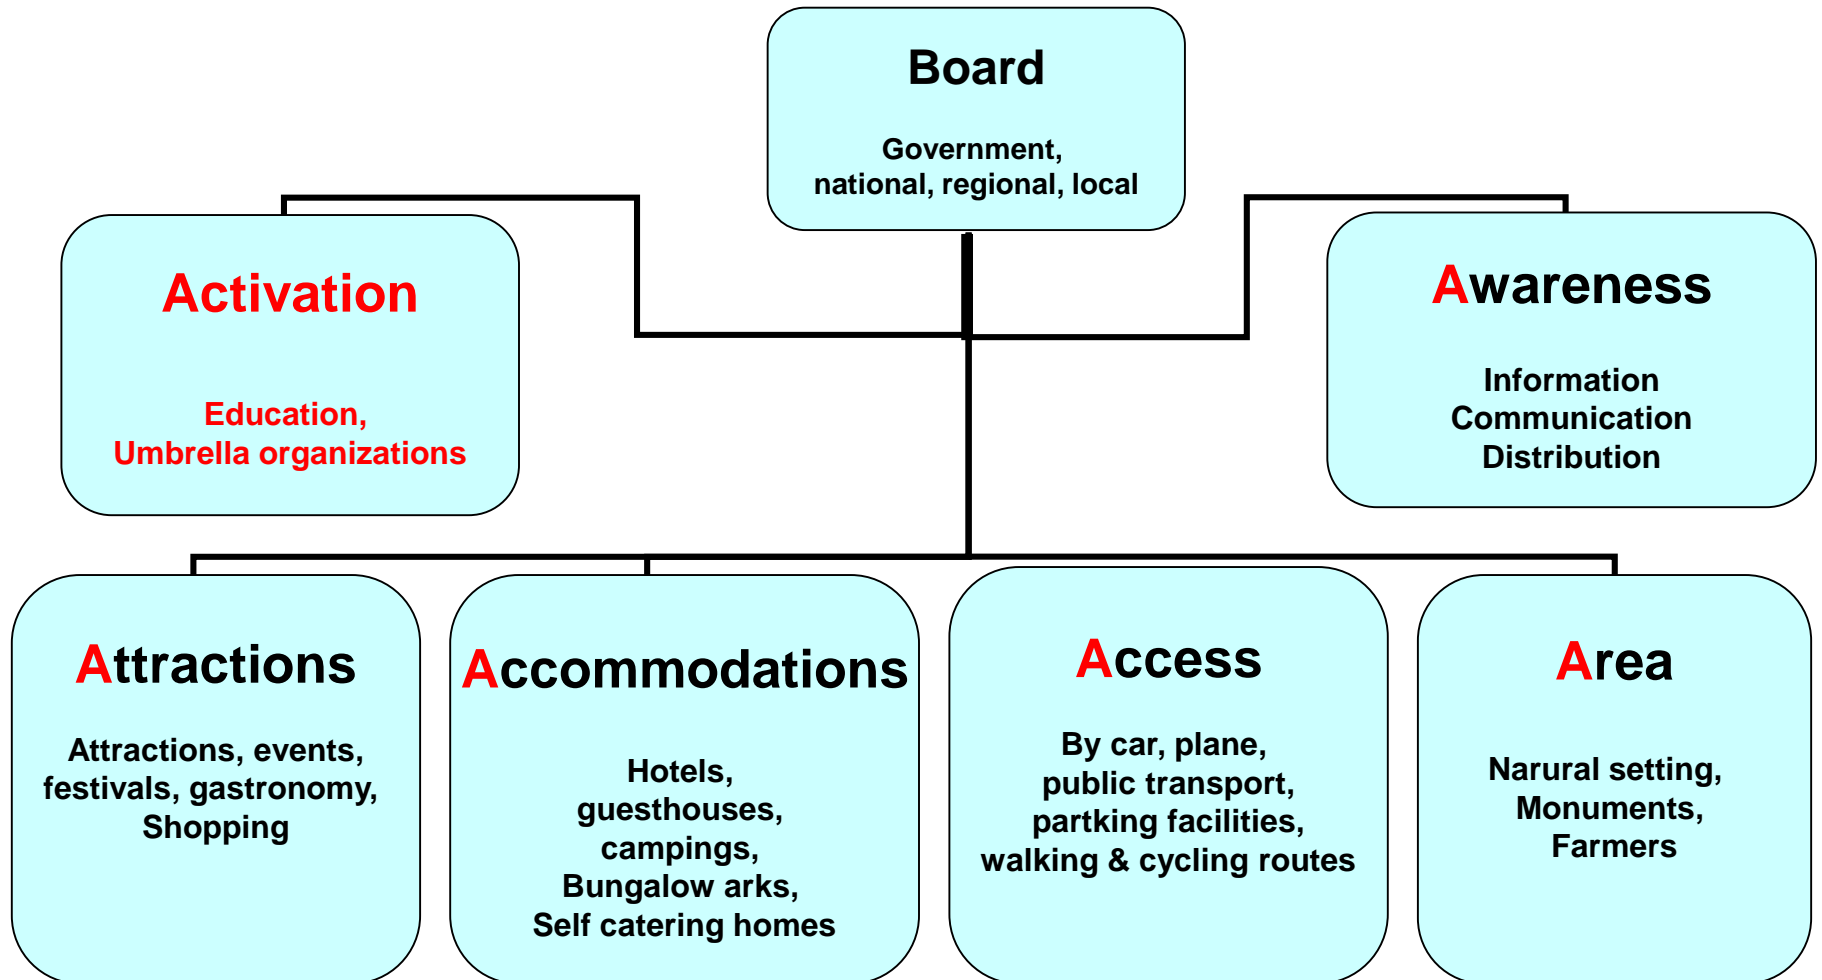 Board
Government,
national, regional, local
Activation
Education,
Umbrella organizations
Awareness
Information
Communication
Distribution
Attractions
Attractions, events,
festivals, gastronomy,
Shopping
Accommodations
Hotels,
guesthouses,
campings,
Bungalow arks,
Self catering homes
Access
By car, plane,
public transport,
partking facilities,
walking & cycling routes
Area
Narural setting,
Monuments,
Farmers